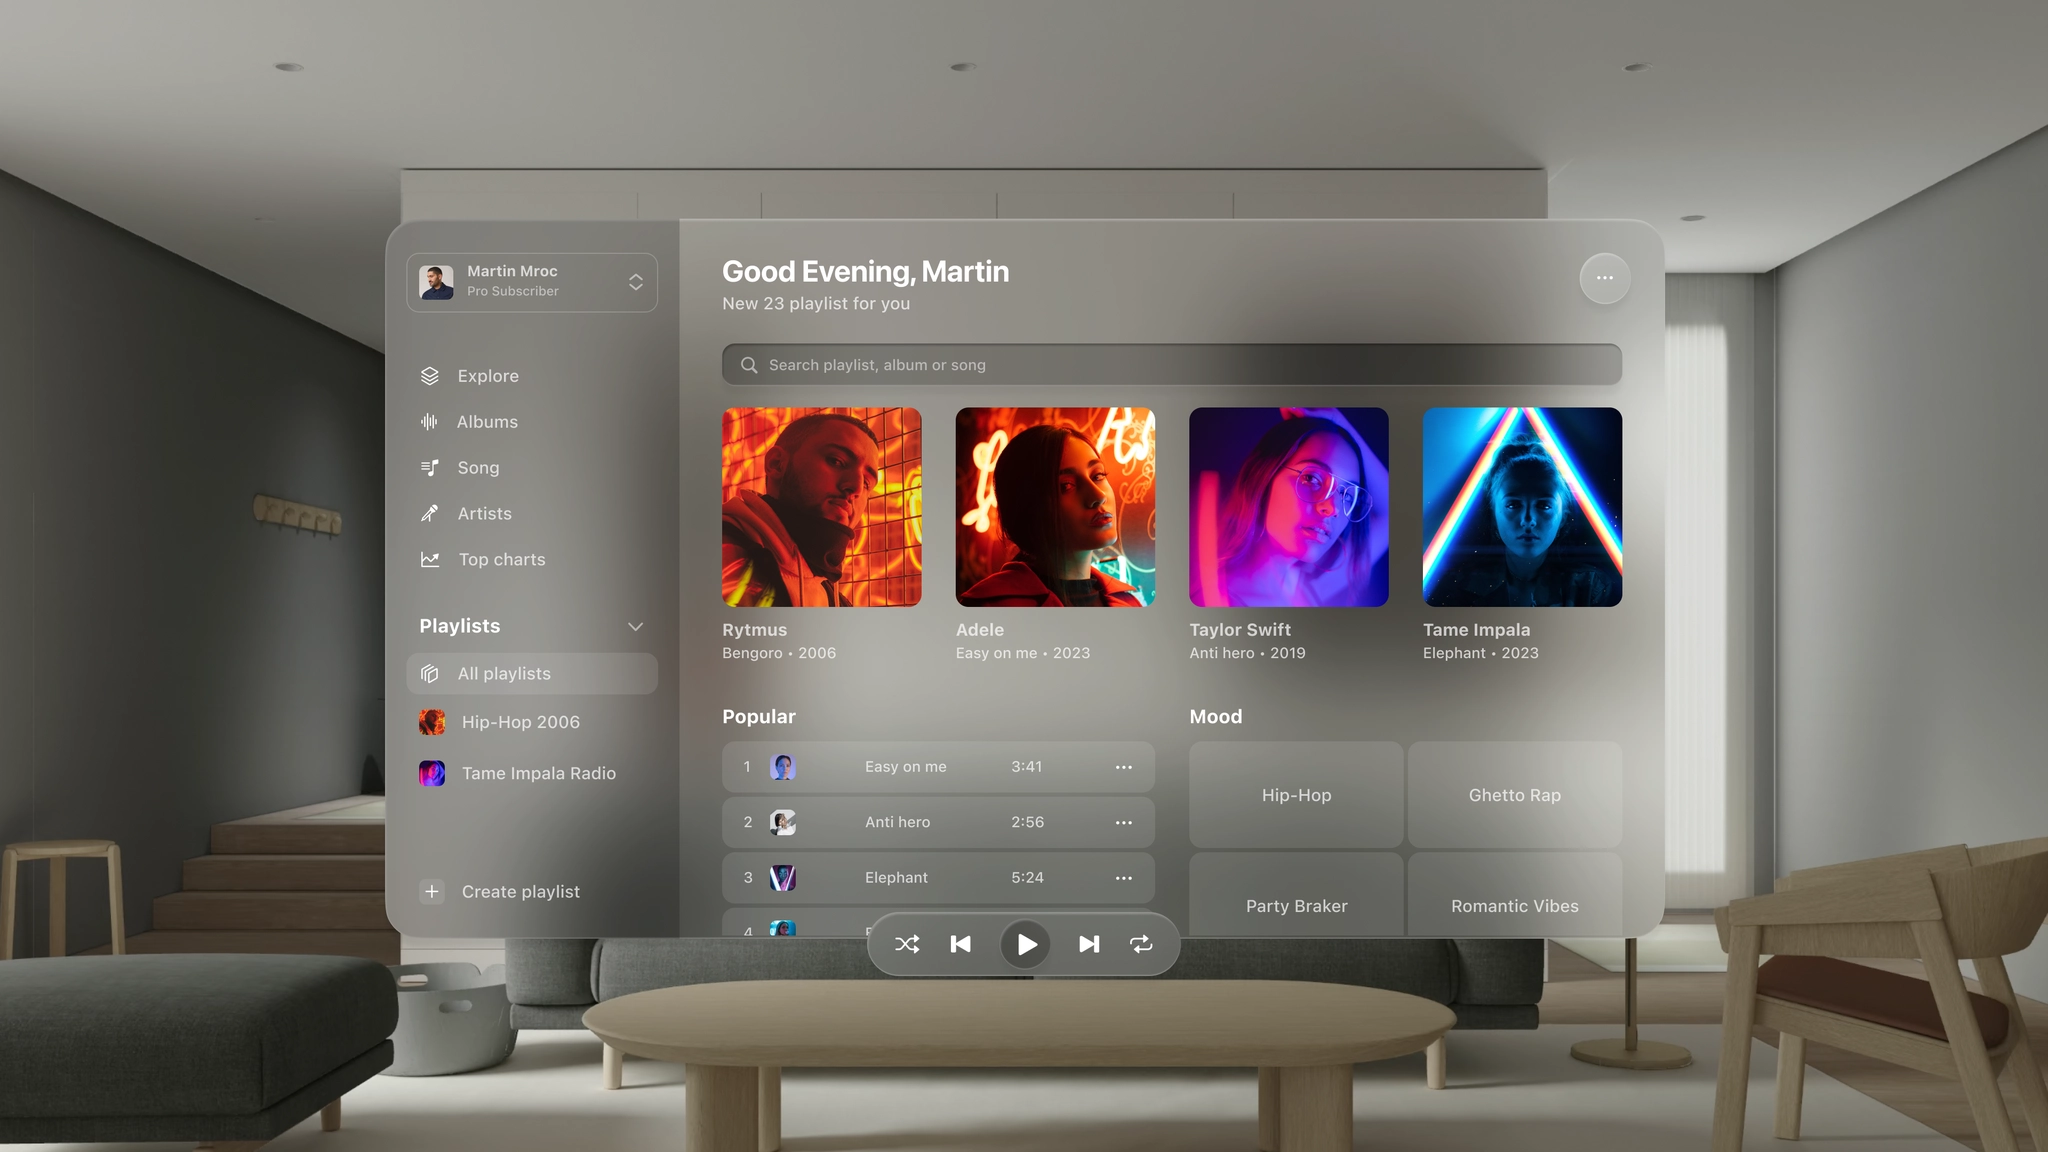 Martin Mroc
Pro Subscriber
Explore
Albums
Song
Artists
Top charts
Playlists
All playlists
Hip-Hop 2006
Tame Impala Radio
Create playlist
Good Evening, Martin
New 23 playlist for you
Search playlist, album or song
Rytmus
Bengoro • 2006
Adele
Easy on me • 2023
Taylor Swift
Anti hero • 2019
Tame Impala
Elephant • 2023
Popular
1 Easy on me 3:41
2 Anti hero 2:56
3 Elephant 5:24
4
Mood
Hip-Hop
Ghetto Rap
Party Braker
Romantic Vibes